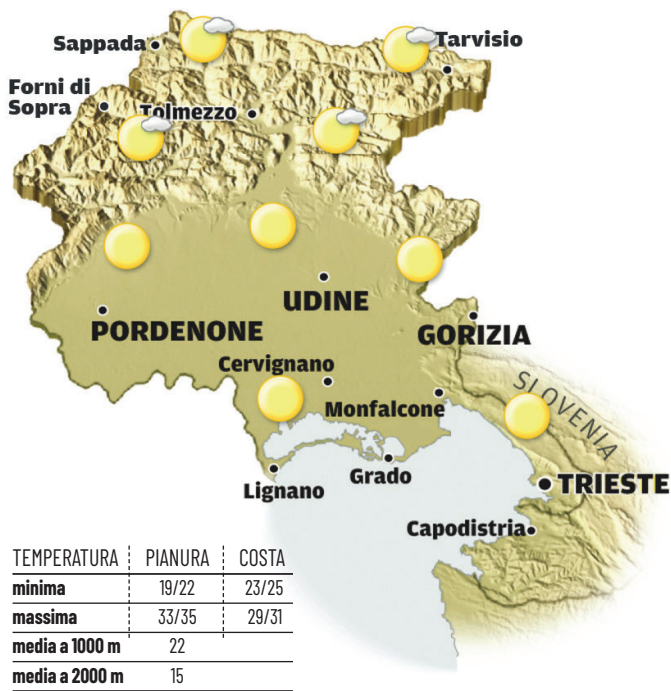 Sappada
Tarvisio
Forni di
Sopra
Tolmezzo
UDINE
PORDENONE
GORIZIA
Cervignano
SLOVENIA
Monfalcone
Grado
Lignano
TRIESTE
Capodistria
TEMPERATURA PIANURA COSTA
minima 19/22 23/25
massima 33/35 29/31
media a 1000 m 22
media a 2000 m 15